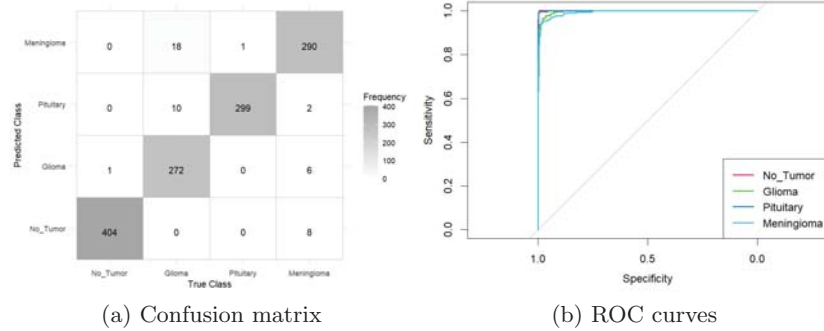 Meningioma 0 18 1 290
Pituitary 0 10 299 2
Glioma 1 272 0 6
No_Tumor 404 0 0 8
No_Tumor Glioma Pituitary Meningioma
True Class
Predicted Class
Frequency
400
300
200
100
0
(a) Confusion matrix
1.0
0.8
0.6
0.4
0.2
0.0
Sensitivity
1.0 0.5 0.0
Specificity
No_Tumor
Glioma
Pituitary
Meningioma
(b) ROC curves